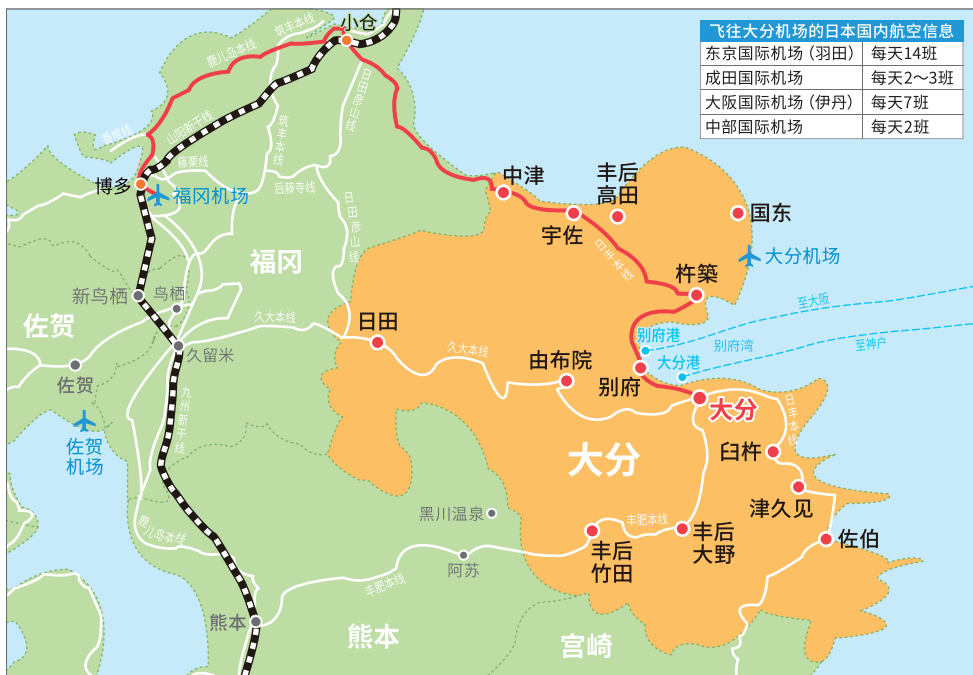 飞往大分机场的日本国内航空信息
东京国际机场（羽田） 每天14班
成田国际机场 每天2～3班
大阪国际机场（伊丹） 每天7班
中部国际机场 每天2班
小仓
筑丰本线
鹿儿岛本线
日田彦山线
山阳新干线
香椎线
筑丰本线
篠栗线
博多
福冈机场
后藤寺线
日田彦山线
中津
丰后
高田
国东
宇佐
日丰本线
大分机场
福冈
杵築
新鸟栖
鸟栖
至大阪
佐贺
久大本线
日田
别府港
别府湾
至神户
久留米
久大本线
由布院
大分港
佐贺
别府
九州新干线
大分
日丰本线
佐贺
机场
大分
臼杵
津久见
黑川温泉
鹿儿岛本线
丰肥本线
丰后
大野
佐伯
丰后
竹田
阿苏
丰肥本线
熊本
熊本
宫崎